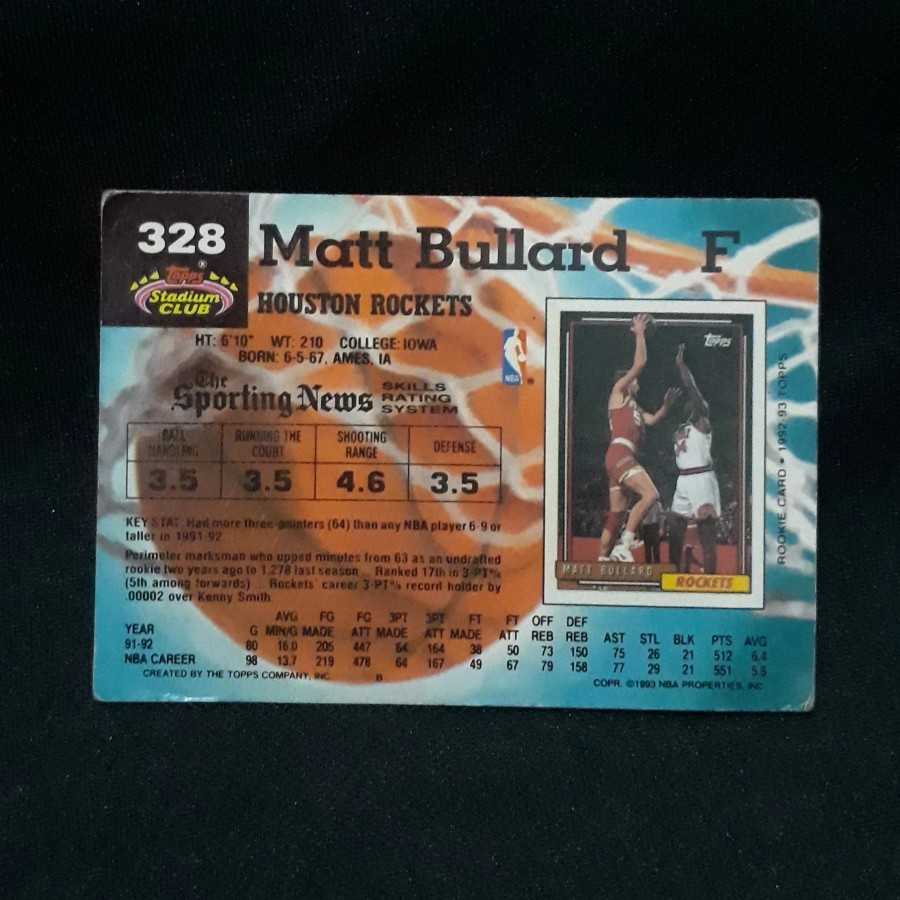 328
Topps
®
Stadium
CLUB
Matt Bullard F
HOUSTON ROCKETS
HT: 6'10" WT: 210 COLLEGE: IOWA
BORN: 6-5-67, AMES, IA
NBA ®
The
Sporting News
SKILLS
RATING
SYSTEM
BALL
HANDLING
3.5
RUNNING THE
COURT
3.5
SHOOTING
RANGE
4.6
DEFENSE
3.5
KEY STAT: Had more three-pointers (64) than any NBA player 6-9 or
taller in 1991-92.
Perimeter marksman who upped minutes from 63 as an undrafted
rookie two years ago to 1,278 last season... Ranked 17th in 3-PT%
(5th among forwards)... Rockets' career 3-PT% record holder by
.00002 over Kenny Smith.
TOPPS
MATT BULLARD
ROCKETS
ROOKIE CARD • 1992-93 TOPPS
AVG FG FG 3PT 3PT FT FT OFF DEF
YEAR G MIN/G MADE ATT MADE ATT MADE ATT REB REB AST STL BLK PTS AVG
91-92 80 16.0 205 447 64 164 38 50 73 150 75 26 21 512 6.4
NBA CAREER 98 13.7 219 478 64 167 49 67 79 158 77 29 21 551 5.6
CREATED BY THE TOPPS COMPANY, INC. B COPR. ©1993 NBA PROPERTIES, INC.